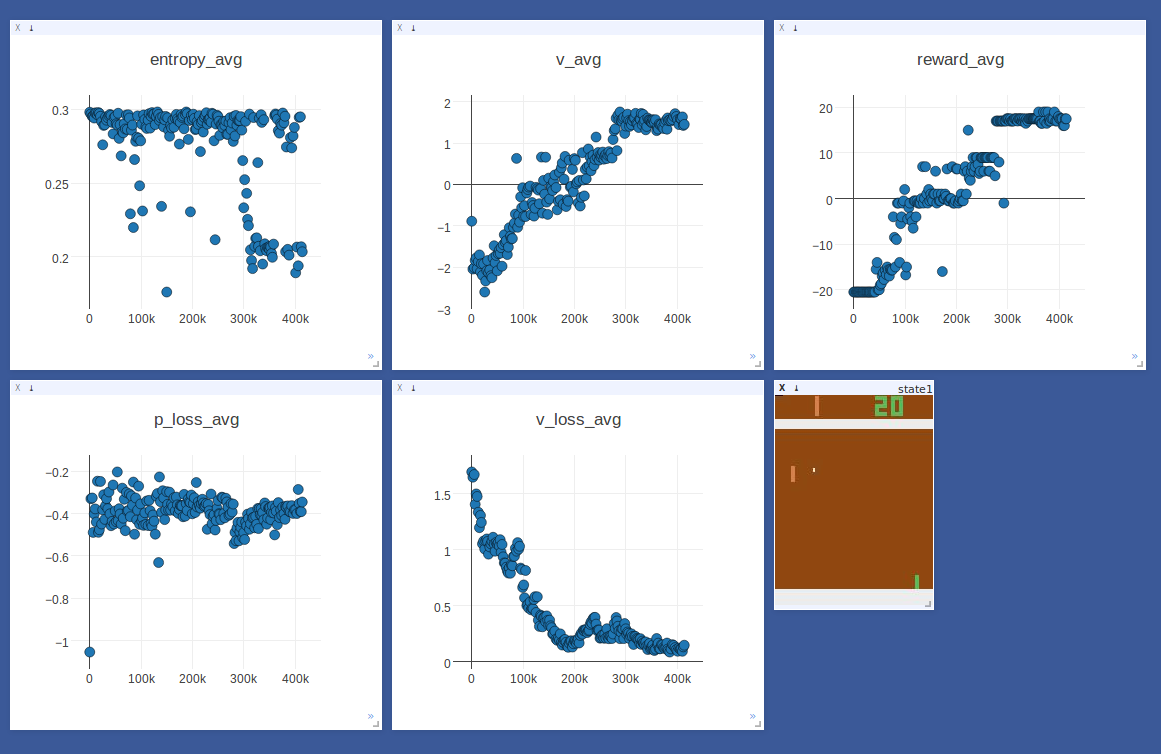 X ↓
entropy_avg
0.3
0.25
0.2
0 100k 200k 300k 400k
»
X ↓
v_avg
2
1
0
−1
−2
−3
0 100k 200k 300k 400k
»
X ↓
reward_avg
20
10
0
−10
−20
0 100k 200k 300k 400k
»
X ↓
p_loss_avg
−0.2
−0.4
−0.6
−0.8
−1
0 100k 200k 300k 400k
»
X ↓
v_loss_avg
1.5
1
0.5
0
0 100k 200k 300k 400k
»
X ↓ state1
1 20